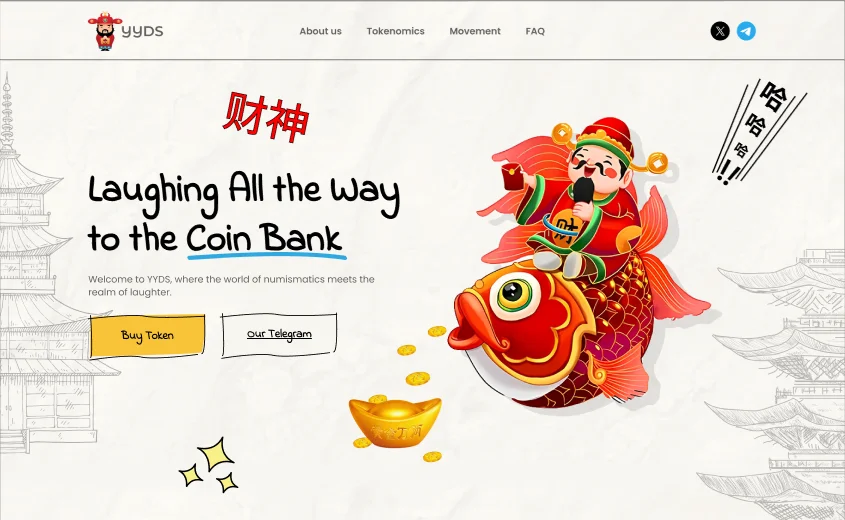 YYDS
About us
Tokenomics
Movement
FAQ
财神
哈
哈
哈
!!
Laughing All the Way
to the Coin Bank
Welcome to YYDS, where the world of numismatics meets the
realm of laughter.
Buy Token
Our Telegram
财